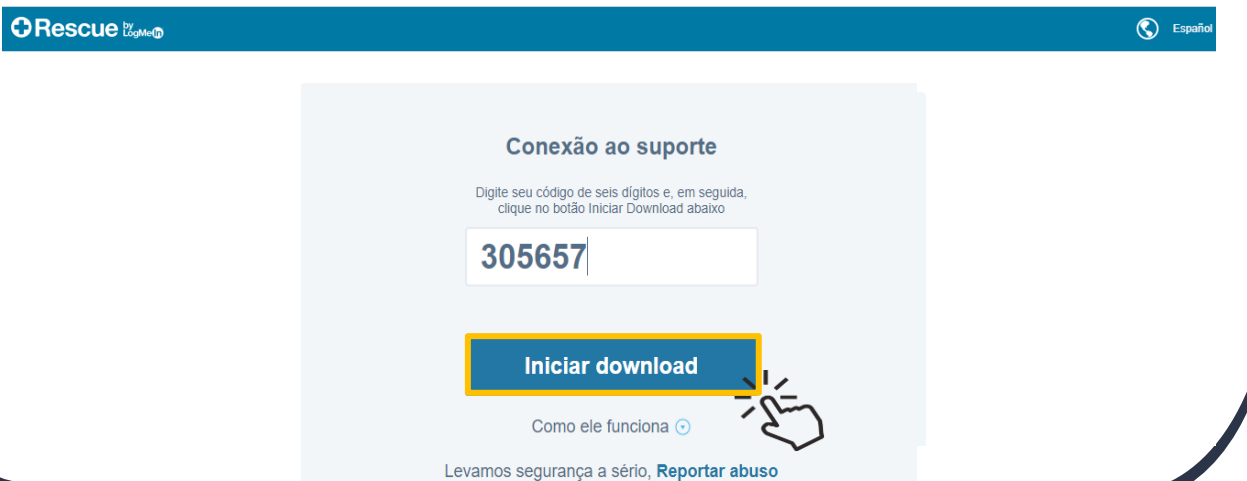 Rescue by LogMeIn
Español
Conexão ao suporte
Digite seu código de seis dígitos e, em seguida,
clique no botão Iniciar Download abaixo
305657
Iniciar download
Como ele funciona
Levamos segurança a sério, Reportar abuso